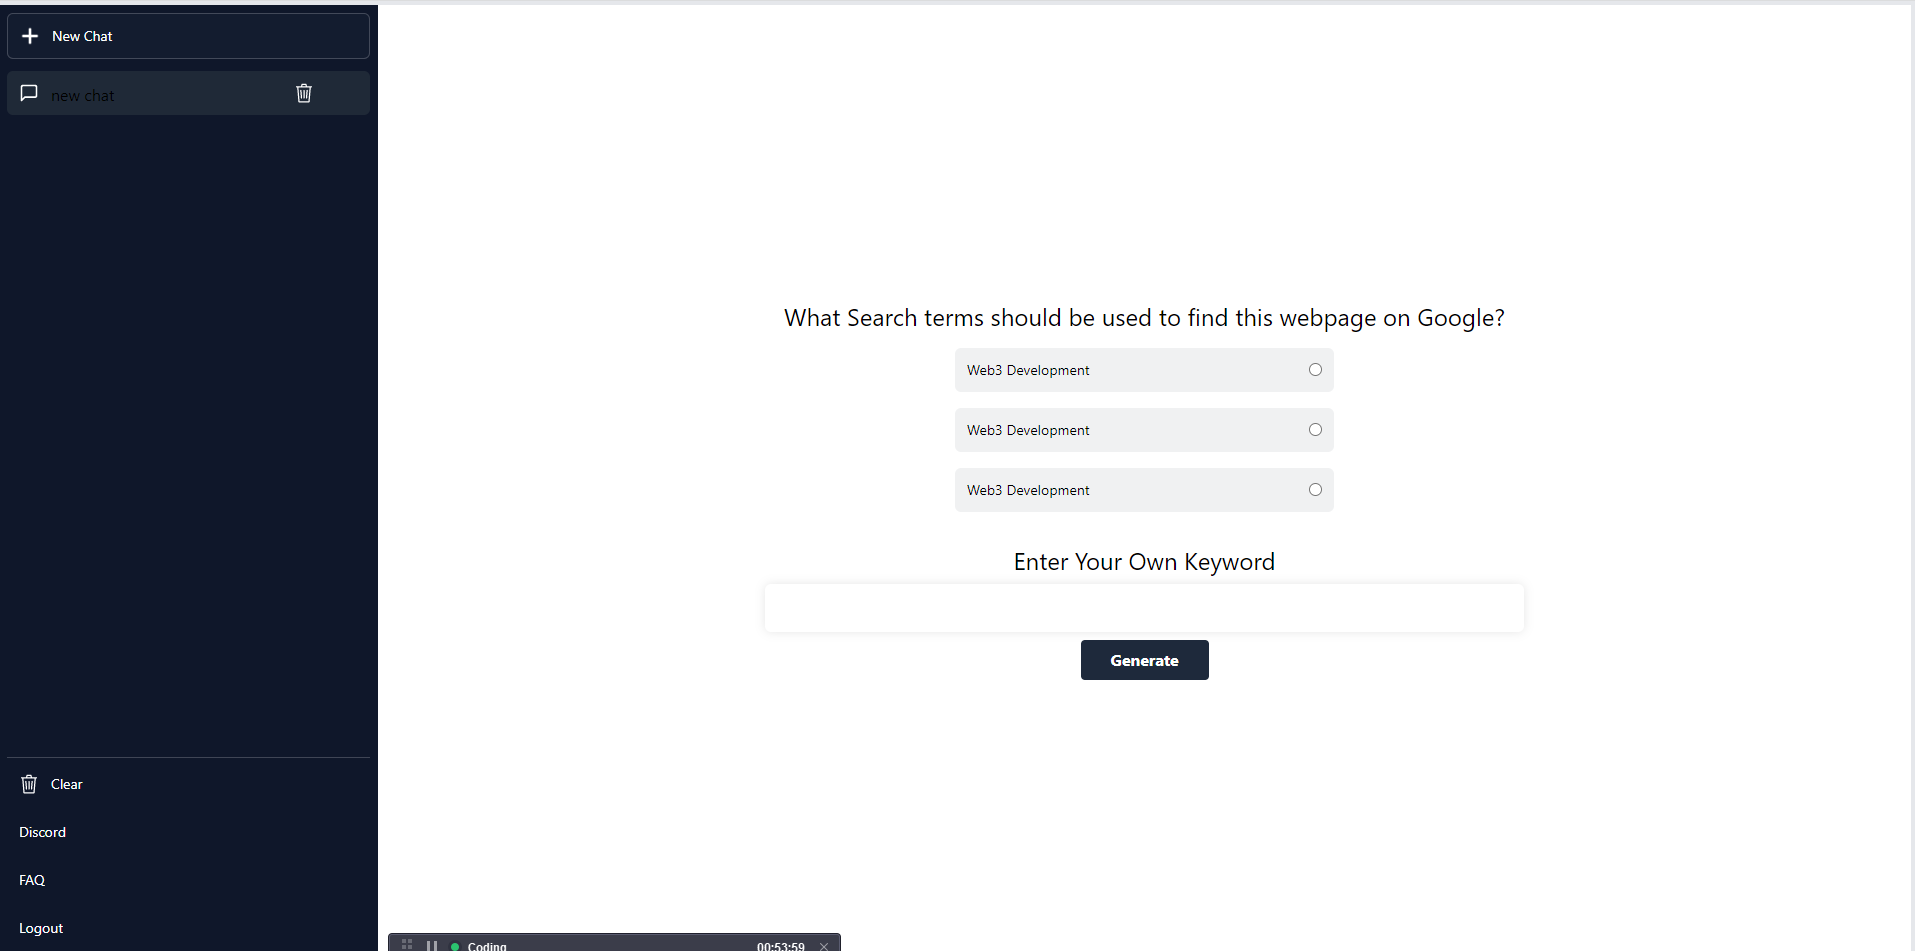 New Chat
new chat
What Search terms should be used to find this webpage on Google?
Web3 Development
Web3 Development
Web3 Development
Enter Your Own Keyword
Generate
Clear
Discord
FAQ
Logout
Coding
00:53:59